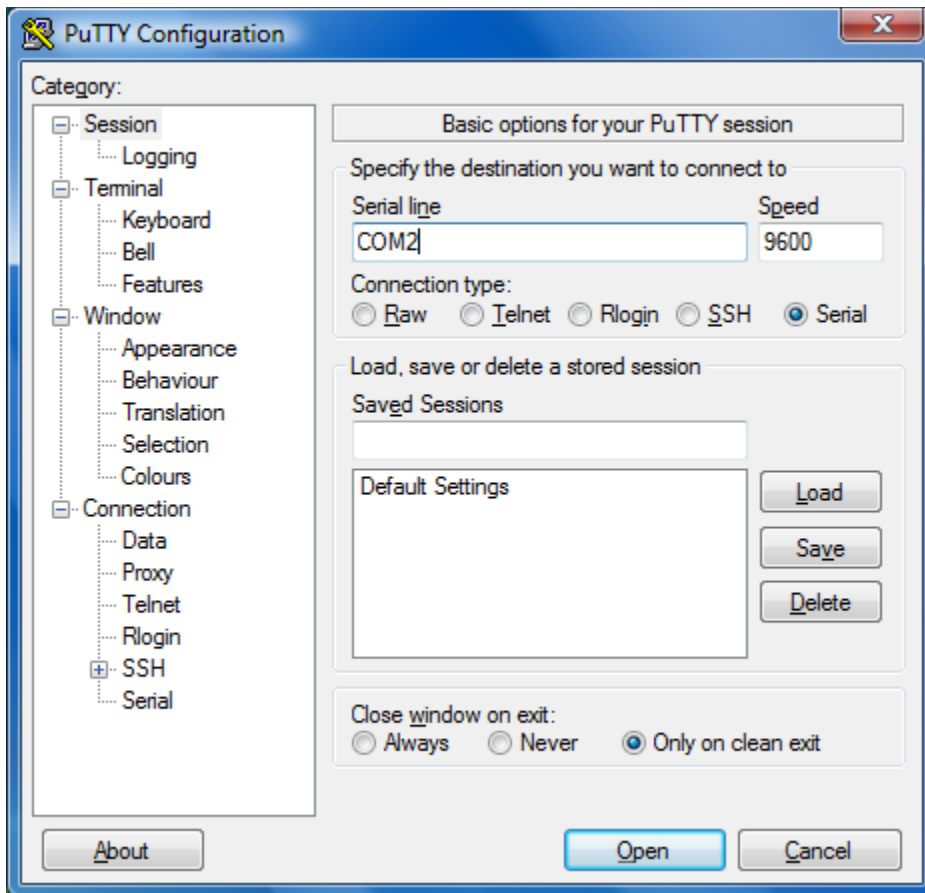 PuTTY Configuration
Category:
Session
Logging
Terminal
Keyboard
Bell
Features
Window
Appearance
Behaviour
Translation
Selection
Colours
Connection
Data
Proxy
Telnet
Rlogin
SSH
Serial
Basic options for your PuTTY session
Specify the destination you want to connect to
Serial line Speed
COM2 9600
Connection type:
Raw Telnet Rlogin SSH Serial
Load, save or delete a stored session
Saved Sessions
Default Settings
Load
Save
Delete
Close window on exit:
Always Never Only on clean exit
About Open Cancel